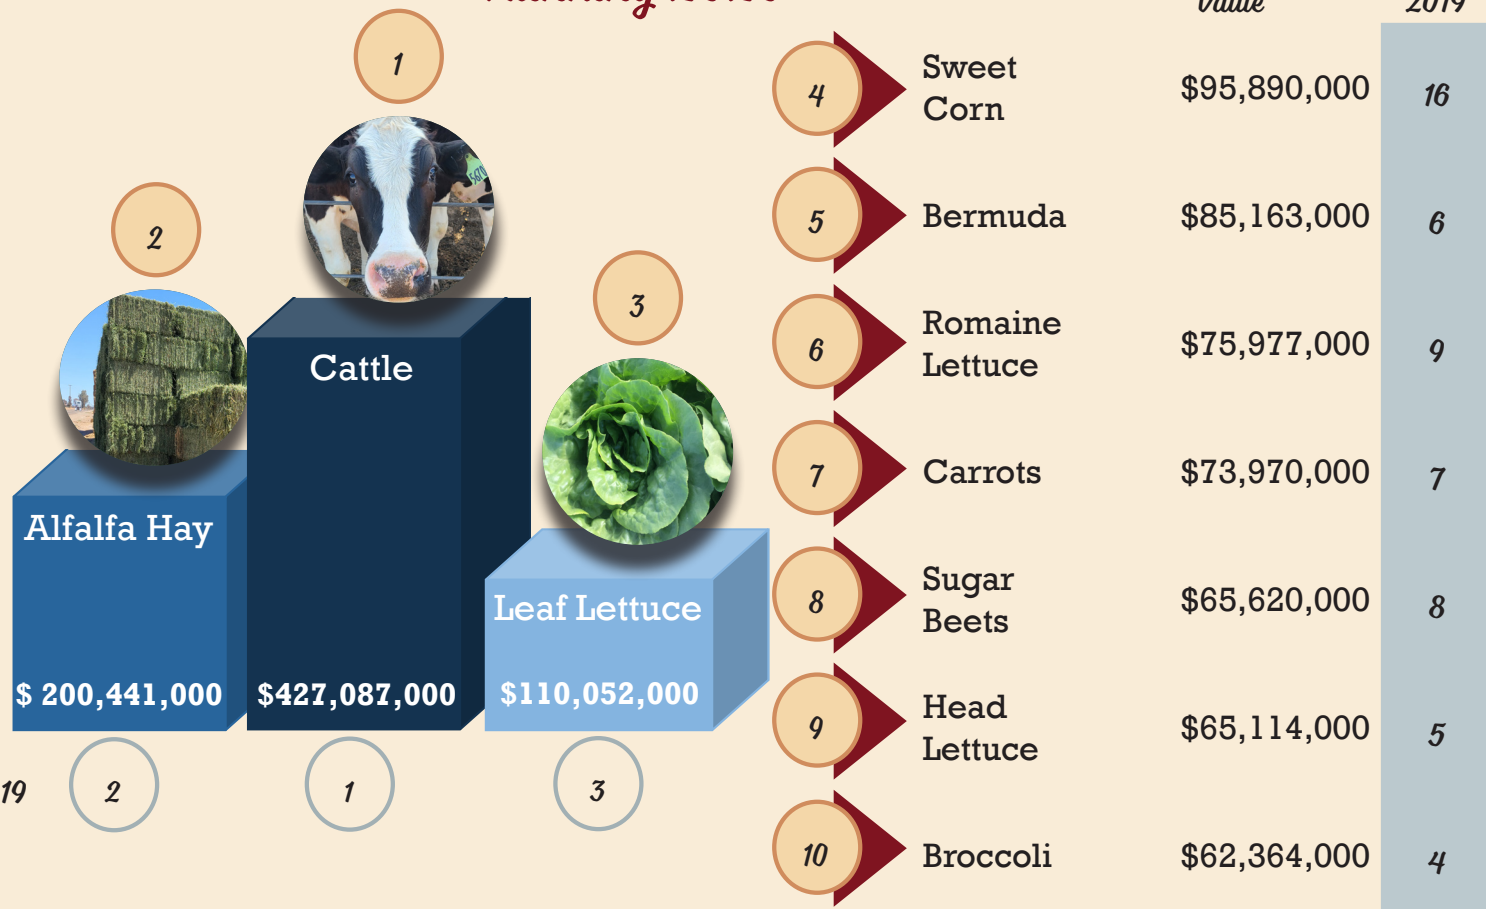 Value
2019
1
2
3
Cattle
Alfalfa Hay
Leaf Lettuce
$ 200,441,000
$427,087,000
$110,052,000
19
2
1
3
4
Sweet
Corn
$95,890,000
16
5
Bermuda
$85,163,000
6
6
Romaine
Lettuce
$75,977,000
9
7
Carrots
$73,970,000
7
8
Sugar
Beets
$65,620,000
8
9
Head
Lettuce
$65,114,000
5
10
Broccoli
$62,364,000
4